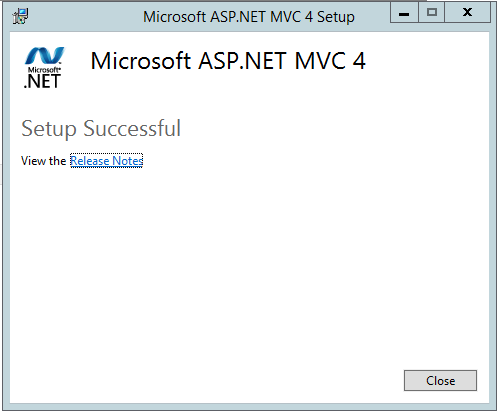 Microsoft ASP.NET MVC 4 Setup
Microsoft®
.NET
Microsoft ASP.NET MVC 4
Setup Successful
View the Release Notes
Close